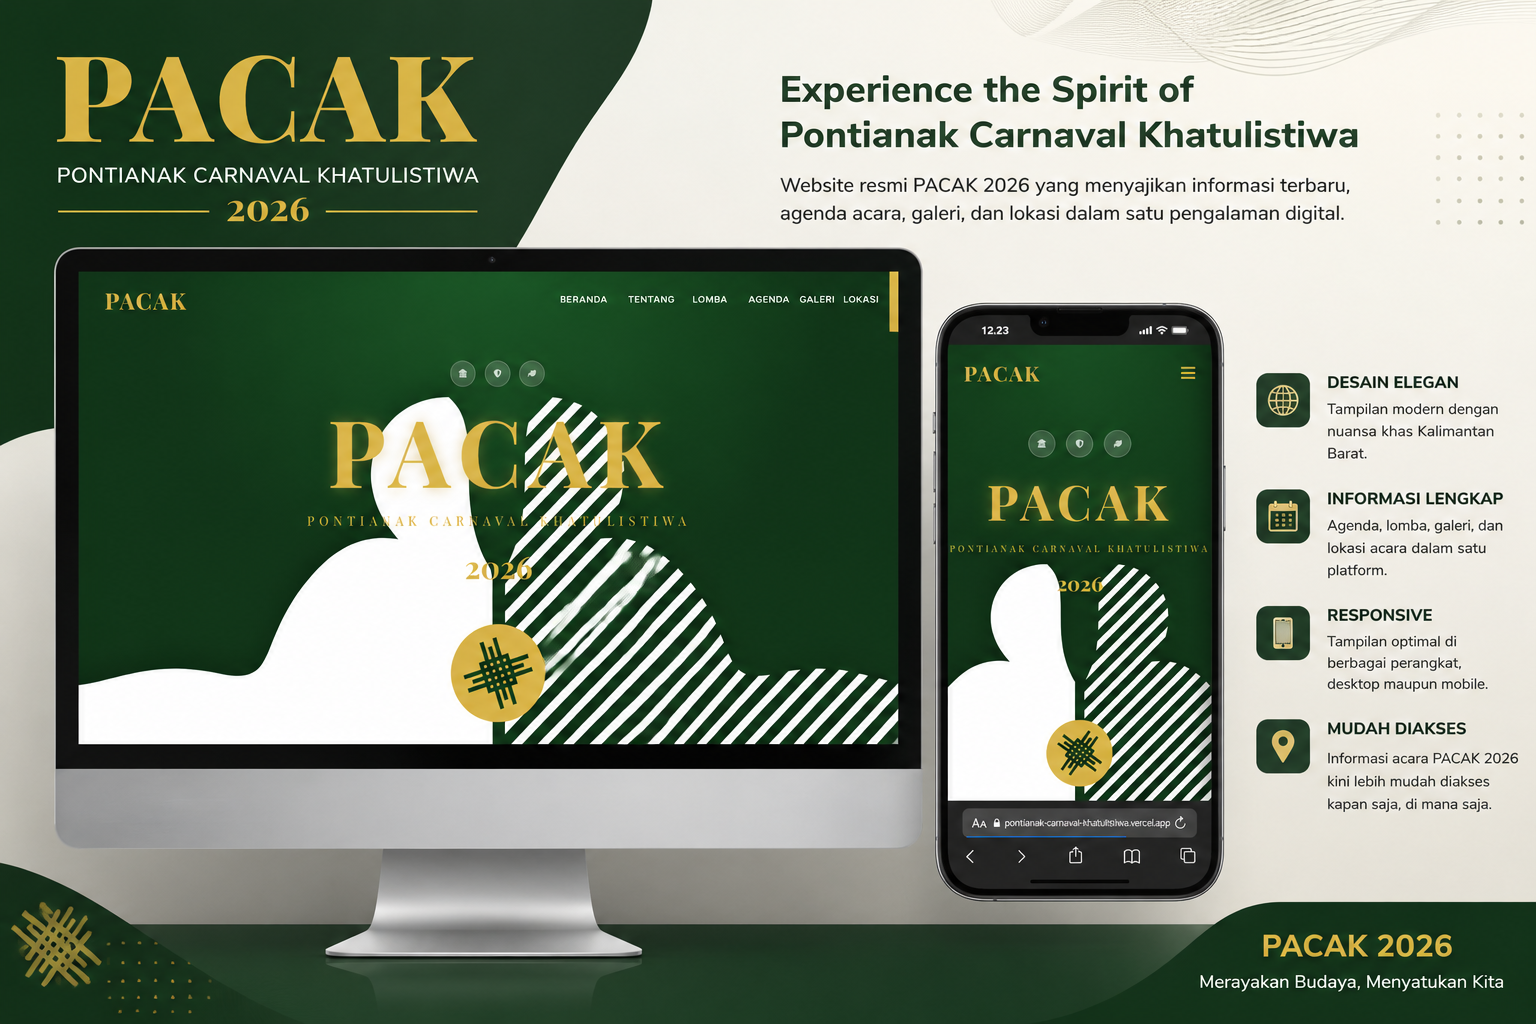 PACAK
PONTIANAK CARNAVAL KHATULISTIWA
2026
Experience the Spirit of
Pontianak Carnaval Khatulistiwa
Website resmi PACAK 2026 yang menyajikan informasi terbaru,
agenda acara, galeri, dan lokasi dalam satu pengalaman digital.
PACAK
BERANDA TENTANG LOMBA AGENDA GALERI LOKASI
PACAK
PONTIANAK CARNAVAL KHATULISTIWA
2026
12.23
PACAK
PACAK
PONTIANAK CARNAVAL KHATULISTIWA
2026
AA pontianak-carnaval-khatulistiwa.vercel.app
DESAIN ELEGAN
Tampilan modern dengan
nuansa khas Kalimantan
Barat.
INFORMASI LENGKAP
Agenda, lomba, galeri, dan
lokasi acara dalam satu
platform.
RESPONSIVE
Tampilan optimal di
berbagai perangkat,
desktop maupun mobile.
MUDAH DIAKSES
Informasi acara PACAK 2026
kini lebih mudah diakses
kapan saja, di mana saja.
PACAK 2026
Merayakan Budaya, Menyatukan Kita